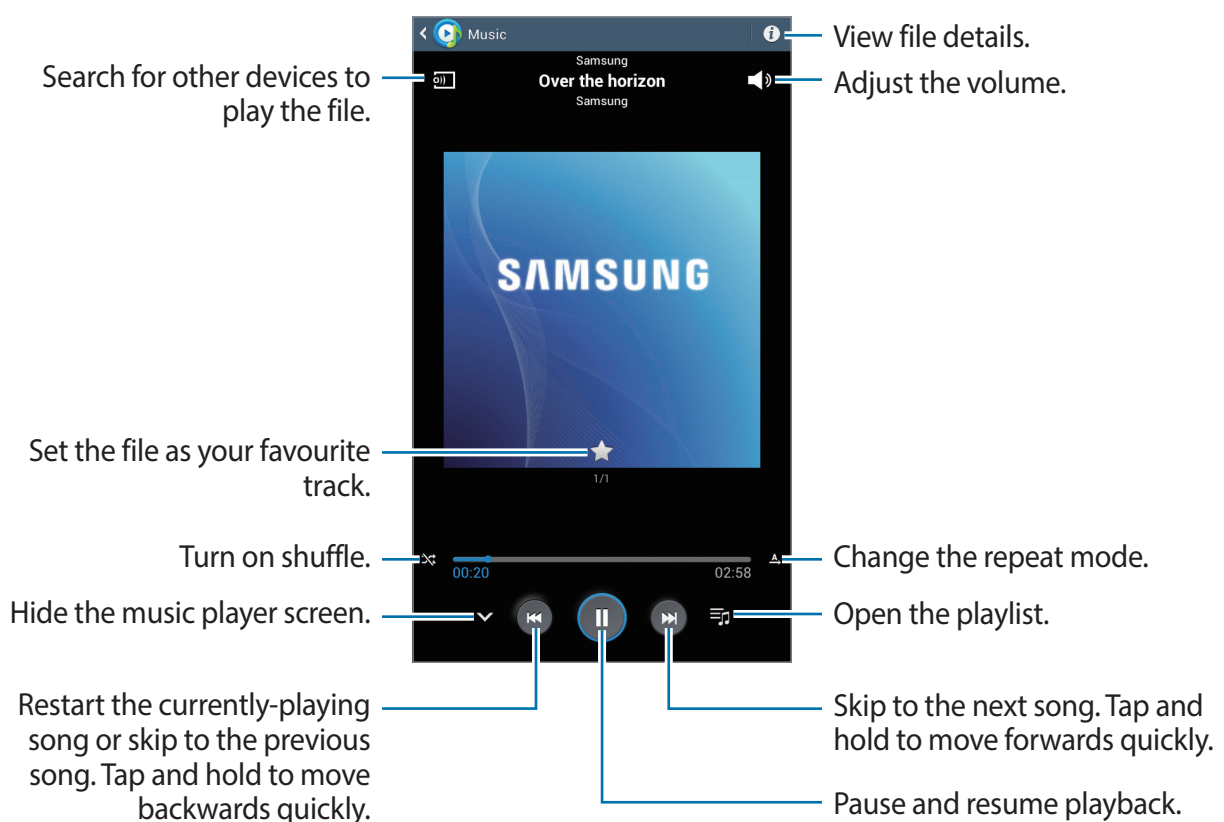 Music
View file details.
Search for other devices to
play the file.
Samsung
Over the horizon
Samsung
Adjust the volume.
SAMSUNG
Set the file as your favourite
track.
1/1
Turn on shuffle.
00:20
02:58
A
Change the repeat mode.
Hide the music player screen.
Open the playlist.
Restart the currently-playing
song or skip to the previous
song. Tap and hold to move
backwards quickly.
Skip to the next song. Tap and
hold to move forwards quickly.
Pause and resume playback.